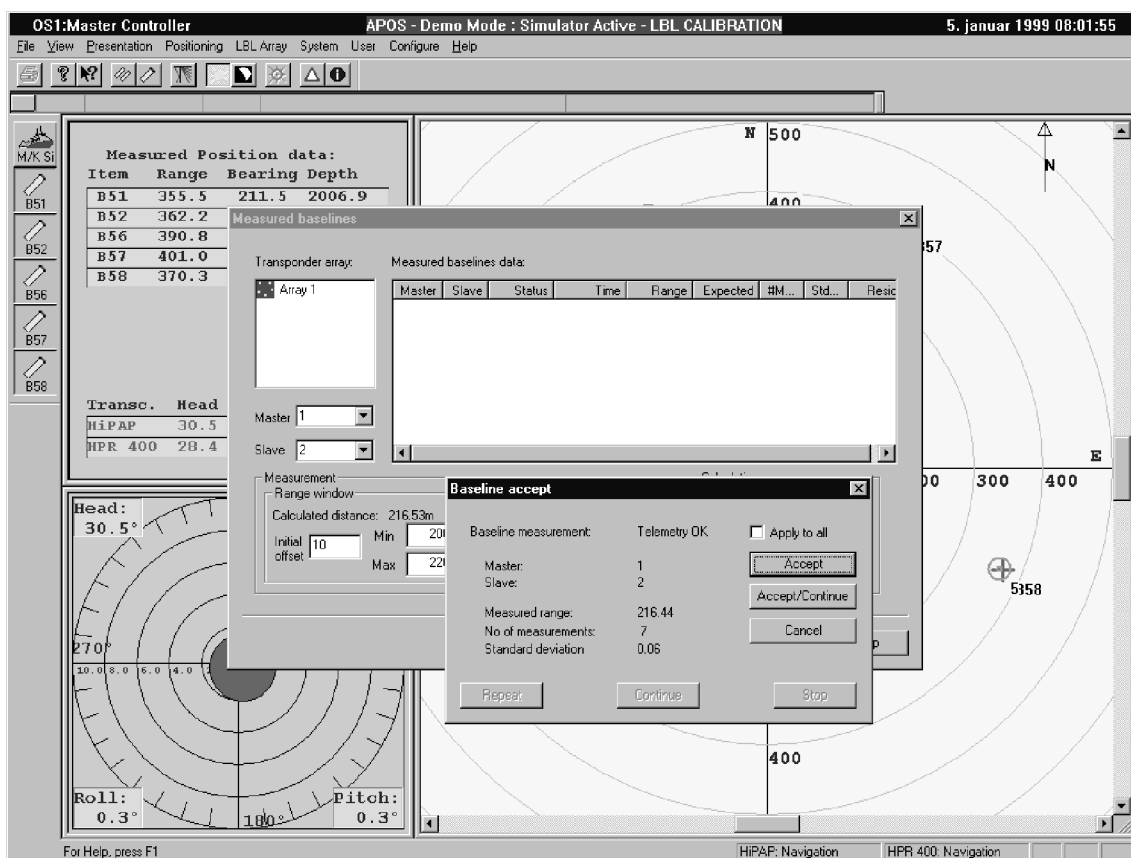 OS1:Master Controller APOS - Demo Mode : Simulator Active - LBL CALIBRATION 5. januar 1999 08:01:55
File View Presentation Positioning LBL Array System User Configure Help
M/K Si
B51
B52
B56
B57
B58
Measured Position data:
Item Range Bearing Depth
B51 355.5 211.5 2006.9
B52 362.2
B56 390.8
B57 401.0
B58 370.3
Transc. Head
HiPAP 30.5
HPR 400 28.4
N 500
N
400
57
E
00 300 400
5358
400
Head:
30.5°
270°
10.0 8.0 6.0 4.0
180°
Roll:
0.3°
Pitch:
0.3°
Measured baselines
Transponder array:
Array 1
Measured baselines data:
Master Slave Status Time Range Expected #M... Std... Resic
Master 1
Slave 2
Measurement
Range window
Calculated distance: 216.53m
Initial offset 10
Min 20
Max 22
Baseline accept
Baseline measurement: Telemetry OK
Apply to all
Master: 1
Slave: 2
Measured range: 216.44
No of measurements: 7
Standard deviation 0.06
Accept
Accept/Continue
Cancel
Repeat Continue Stop
p
For Help, press F1 HiPAP: Navigation HPR 400: Navigation